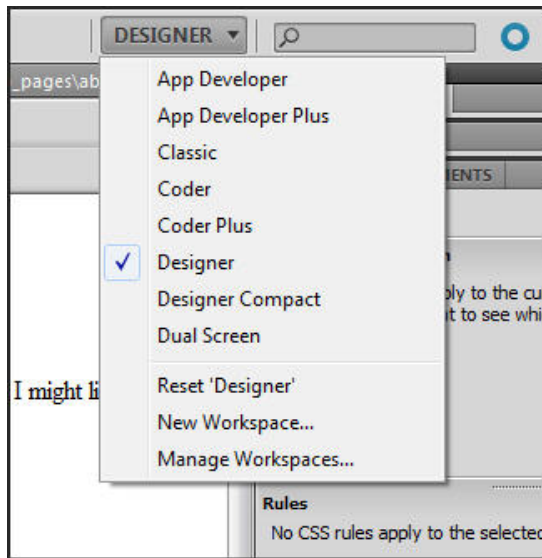 DESIGNER
_pages\ab
App Developer
App Developer Plus
Classic
Coder
IENTS
Coder Plus
Designer
Designer Compact
ply to the cu
it to see whi
Dual Screen
I might li
Reset 'Designer'
New Workspace...
Manage Workspaces...
Rules
No CSS rules apply to the selected